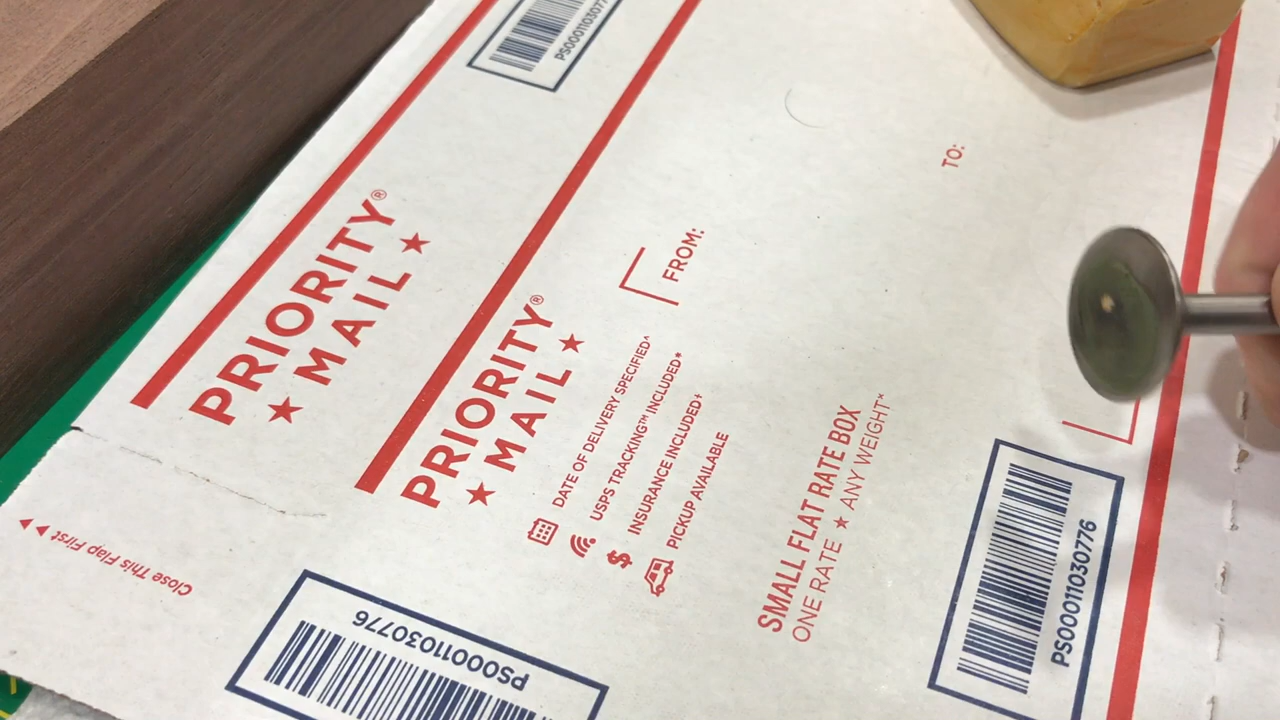 PS00011030776
PRIORITY®
★ MAIL ★
PRIORITY®
★ MAIL ★
FROM:
TO:
DATE OF DELIVERY SPECIFIED^
USPS TRACKING™ INCLUDED*
INSURANCE INCLUDED†
PICKUP AVAILABLE
SMALL FLAT RATE BOX
ONE RATE ★ ANY WEIGHT*
Close This Flap First
PS00011030776
PS00011030776